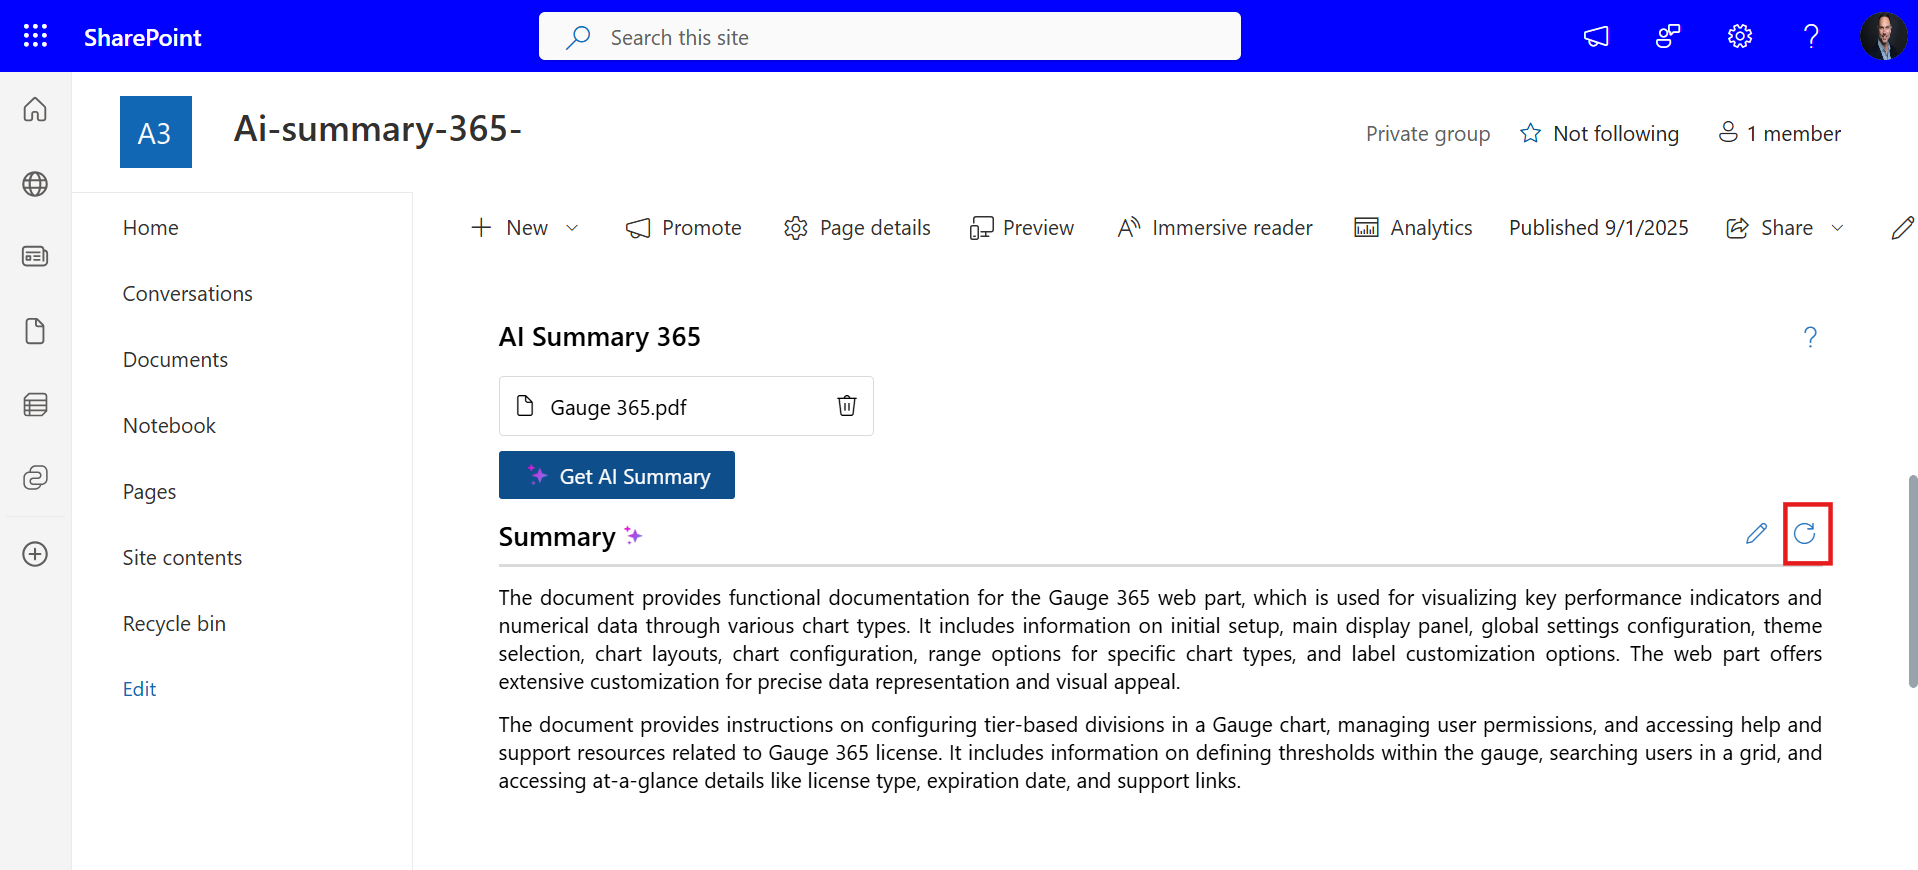 SharePoint
Search this site
A3
Ai-summary-365-
Private group
Not following
1 member
Home
Conversations
Documents
Notebook
Pages
Site contents
Recycle bin
Edit
New
Promote
Page details
Preview
Immersive reader
Analytics
Published 9/1/2025
Share
AI Summary 365
?
Gauge 365.pdf
Get AI Summary
Summary
The document provides functional documentation for the Gauge 365 web part, which is used for visualizing key performance indicators and
numerical data through various chart types. It includes information on initial setup, main display panel, global settings configuration, theme
selection, chart layouts, chart configuration, range options for specific chart types, and label customization options. The web part offers
extensive customization for precise data representation and visual appeal.
The document provides instructions on configuring tier-based divisions in a Gauge chart, managing user permissions, and accessing help and
support resources related to Gauge 365 license. It includes information on defining thresholds within the gauge, searching users in a grid, and
accessing at-a-glance details like license type, expiration date, and support links.